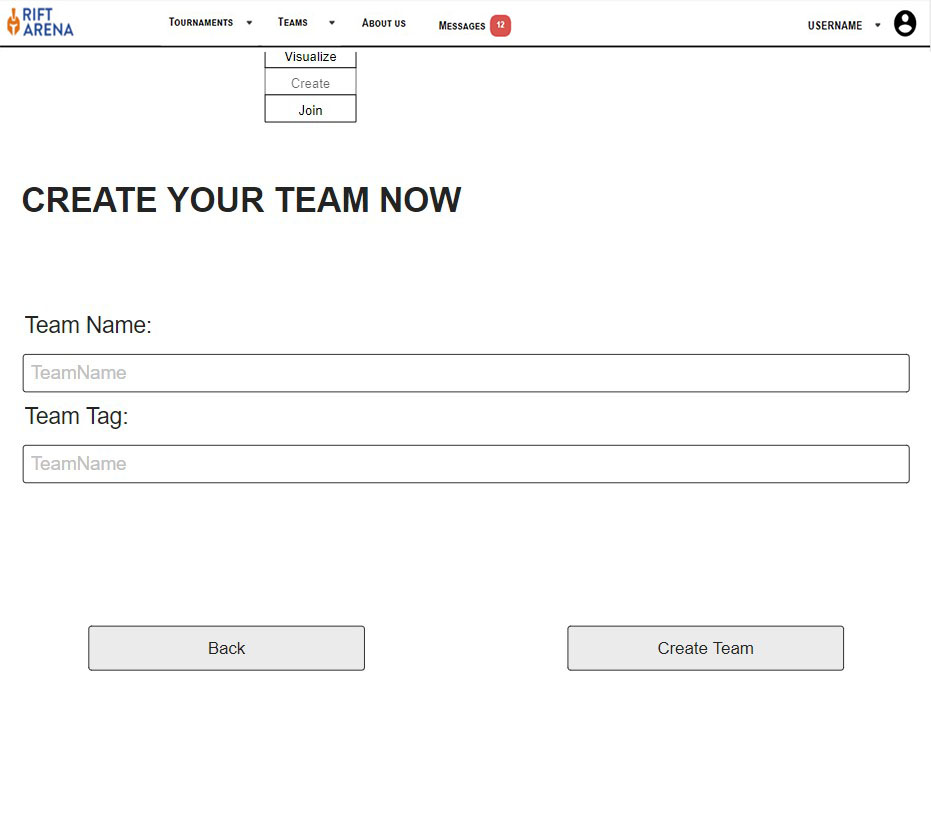 RIFT
ARENA
Tournaments
Teams
About us
Messages 12
USERNAME
Visualize
Create
Join
CREATE YOUR TEAM NOW
Team Name:
TeamName
Team Tag:
TeamName
Back
Create Team